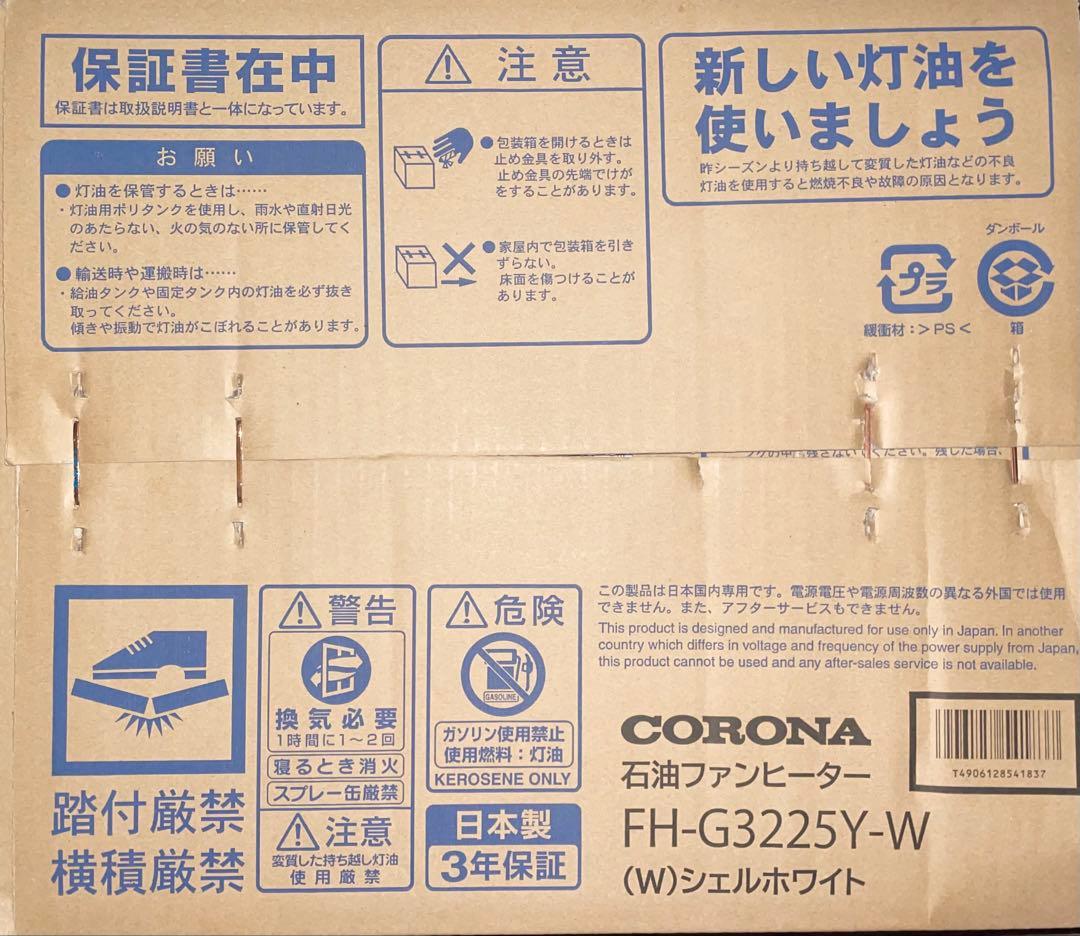 保証書在中
保証書は取扱説明書と一体になっています。
お願い
●灯油を保管するときは……
・灯油用ポリタンクを使用し、雨水や直射日光
のあたらない、火の気のない所に保管してく
ださい。
●輸送時や運搬時は……
・給油タンクや固定タンク内の灯油を必ず抜き
取ってください。
傾きや振動で灯油がこぼれることがあります。
注意
●包装箱を開けるときは
止め金具を取り外す。
止め金具の先端でけが
をすることがあります。
●家屋内で包装箱を引き
ずらない。
床面を傷つけることが
あります。
新しい灯油を
使いましょう
昨シーズンより持ち越して変質した灯油などの不良
灯油を使用すると燃焼不良や故障の原因となります。
ダンボール
プラ
緩衝材:>PS<
箱
ください。残した場合、
踏付厳禁
横積厳禁
警告
換気必要
1時間に1〜2回
寝るとき消火
スプレー缶厳禁
注意
変質した持ち越し灯油
使用厳禁
危険
GASOLINE
ガソリン使用禁止
使用燃料:灯油
KEROSENE ONLY
日本製
3年保証
この製品は日本国内専用です。電源電圧や電源周波数の異なる外国では使用
できません。また、アフターサービスもできません。
This product is designed and manufactured for use only in Japan. In another
country which differs in voltage and frequency of the power supply from Japan,
this product cannot be used and any after-sales service is not available.
CORONA
石油ファンヒーター
FH-G3225Y-W
(W)シェルホワイト
T4906128541837